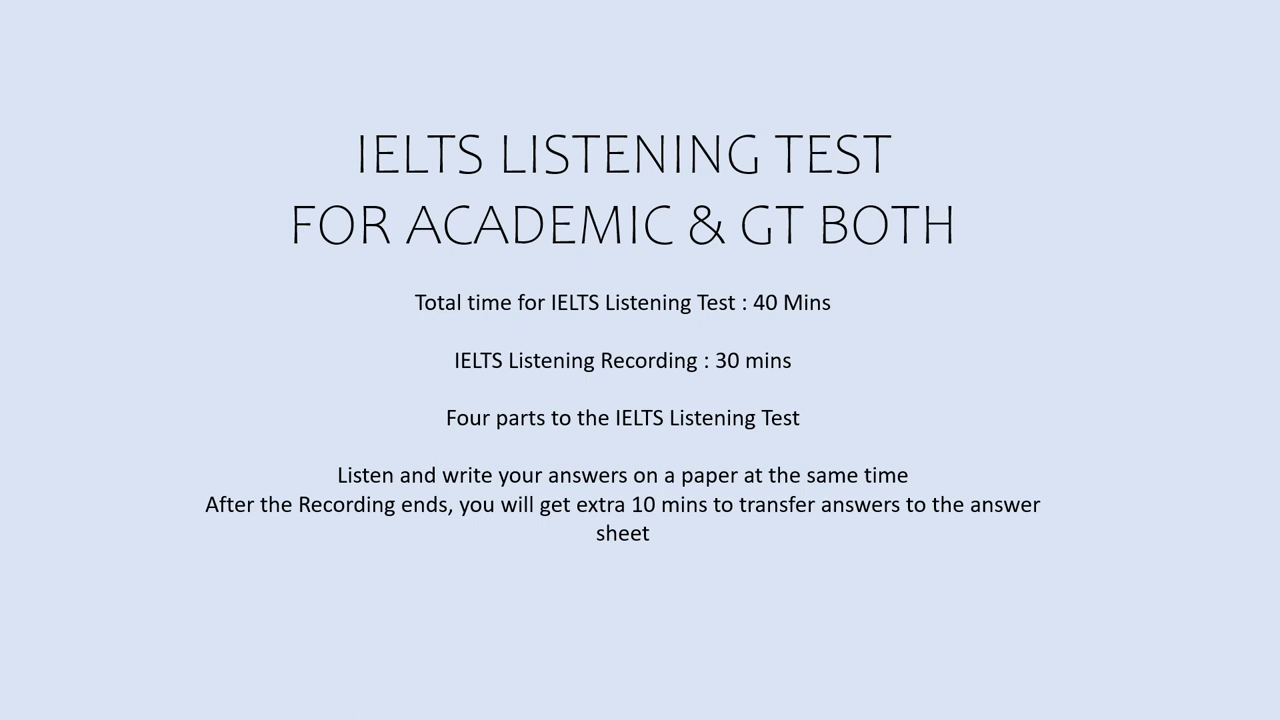 IELTS LISTENING TEST
FOR ACADEMIC & GT BOTH
Total time for IELTS Listening Test : 40 Mins
IELTS Listening Recording : 30 mins
Four parts to the IELTS Listening Test
Listen and write your answers on a paper at the same time
After the Recording ends, you will get extra 10 mins to transfer answers to the answer
sheet